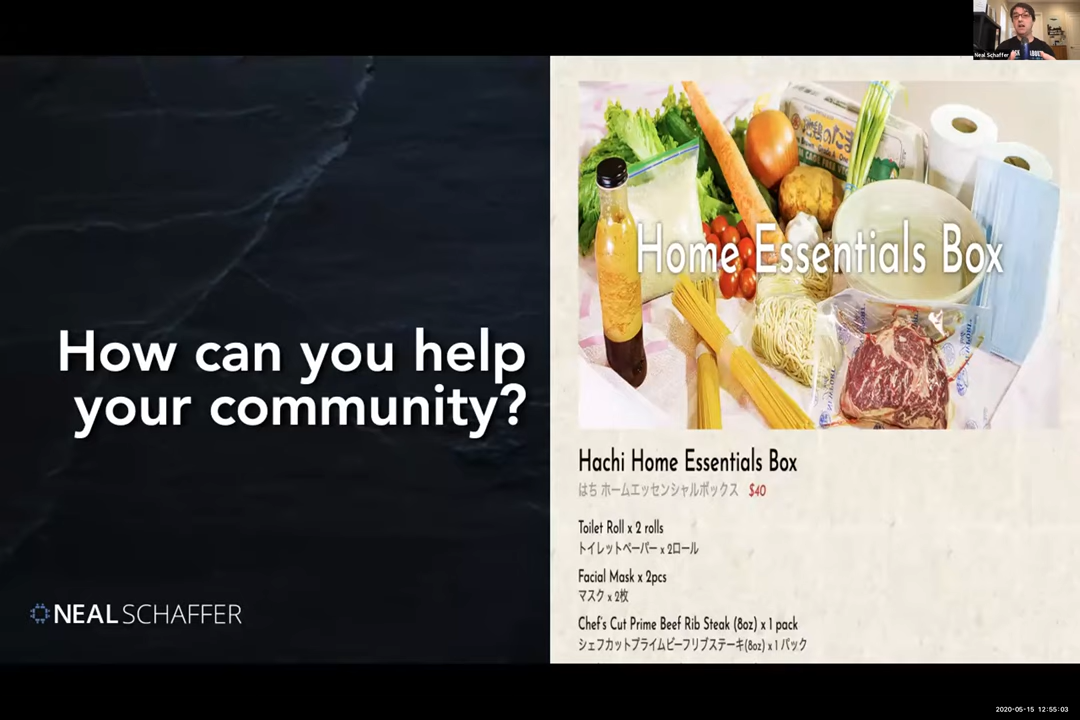 Neal Schaffer
How can you help
your community?
NEALSCHAFFER
Home Essentials Box
Hachi Home Essentials Box
はち ホームエッセンシャルボックス $40
Toilet Roll x 2 rolls
トイレットペーパー x 2ロール
Facial Mask x 2pcs
マスク x 2枚
Chef's Cut Prime Beef Rib Steak (8oz) x 1 pack
シェフカットプライムビーフリブステーキ(8oz) x 1 パック
2020-05-15 12:55:03